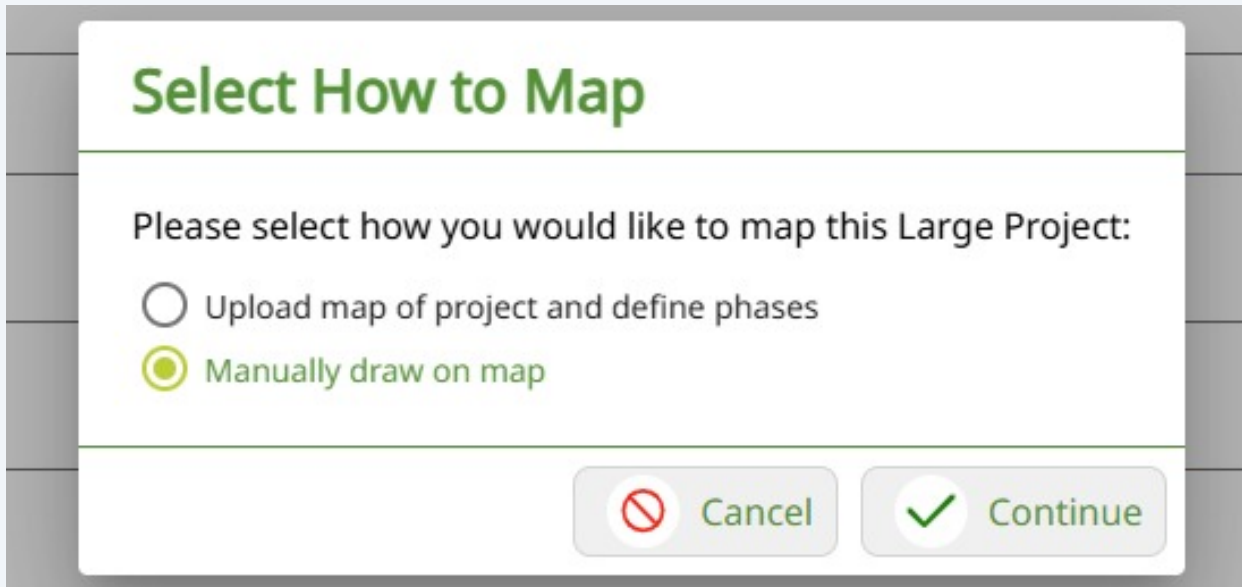 Select How to Map
Please select how you would like to map this Large Project:
Upload map of project and define phases
Manually draw on map
Cancel
Continue